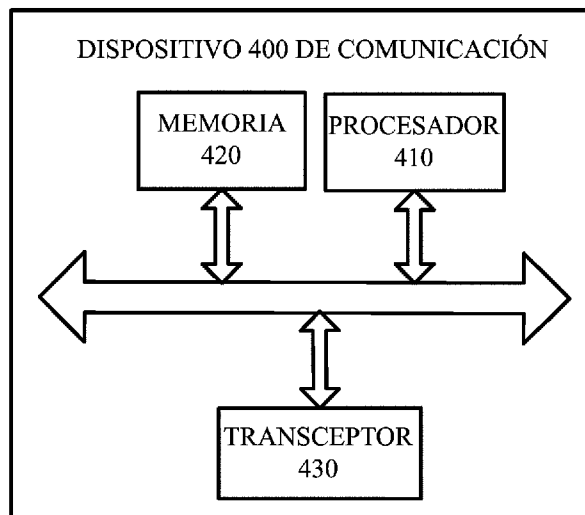 DISPOSITIVO 400 DE COMUNICACIÓN
MEMORIA
420
PROCESADOR
410
TRANSCEPTOR
430